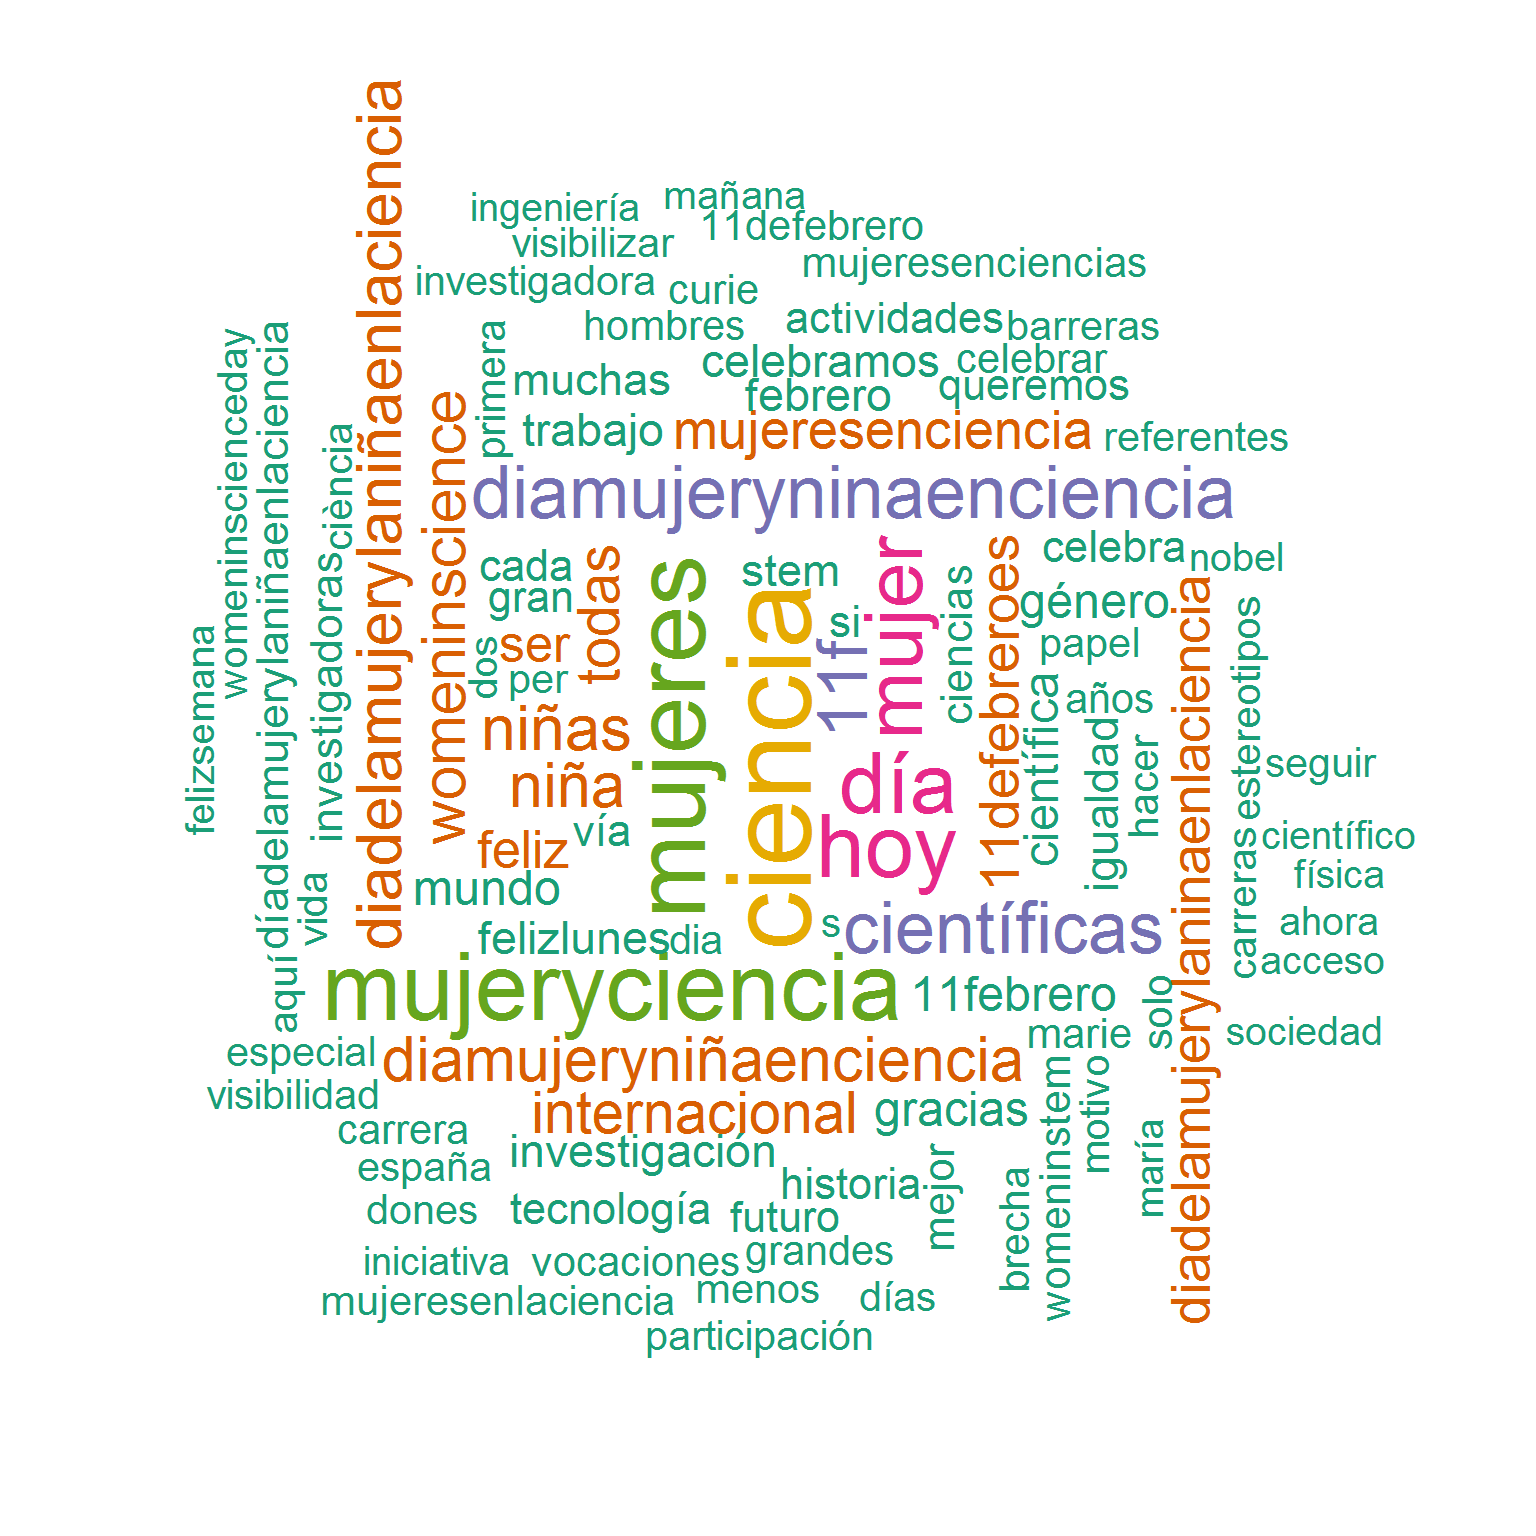 diadelamujerylaniñaenlaciencia
ingeniería
mañana
visibilizar
11defebrero
investigadora
curie
mujeresenciencias
hombres
actividades
barreras
primera
muchas
celebramos
celebrar
febrero
queremos
womeninscienceday
díadelamujerylaniñaenlaciencia
ciència
womeninscience
trabajo
mujeresenciencia
referentes
diamujeryninaenciencia
cada
gran
todas
mujeres
stem
ciencia
si
11f
mujer
ciencias
11defebreroes
celebra
nobel
género
papel
diadelamujerylaninaenlaciencia
estereotipos
felizsemana
investigadoras
dos
ser
per
niñas
niña
vía
feliz
mundo
día
hoy
científica
años
igualdad
hacer
seguir
científico
física
carreras
ahora
acceso
vida
aquí
felizlunes
dia
s
científicas
mujeryciencia
11febrero
marie
solo
sociedad
especial
visibilidad
diamujeryniñaenciencia
internacional
gracias
womeninstem
motivo
maría
carrera
españa
investigación
historia
mejor
brecha
dones
tecnología
futuro
iniciativa
vocaciones
grandes
mujeresenlaciencia
menos
días
participación